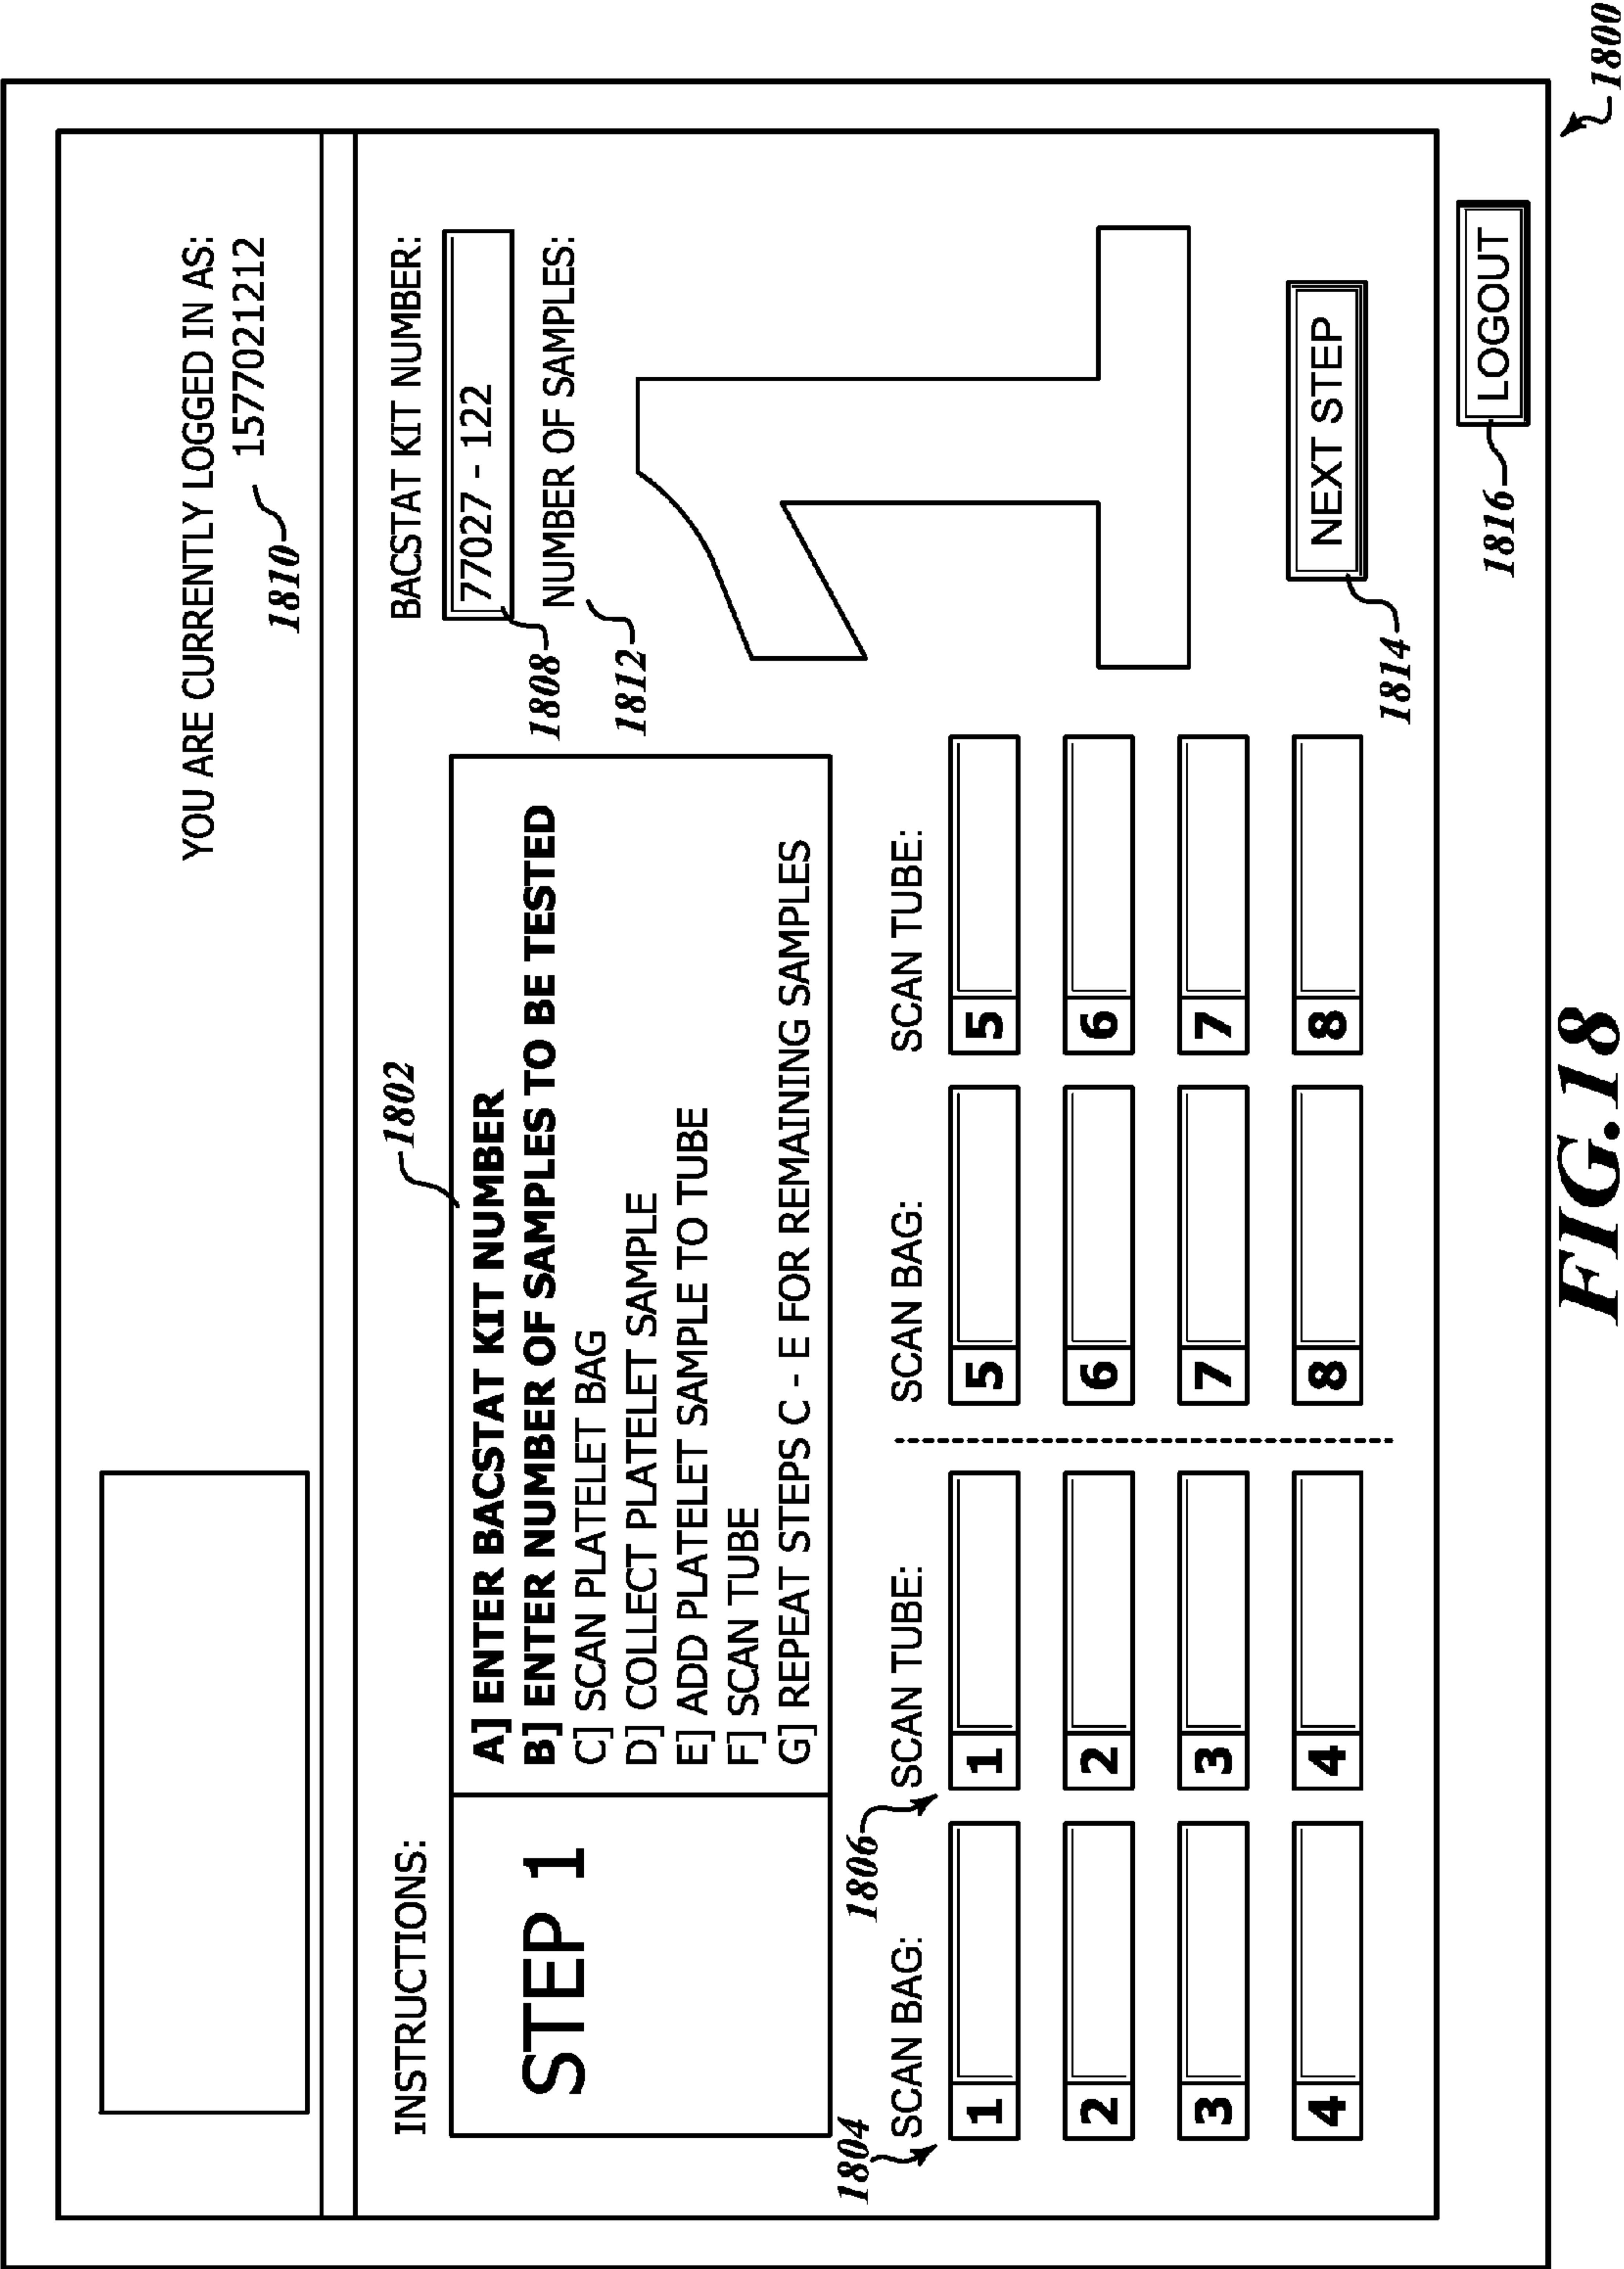 YOU ARE CURRENTLY LOGGED IN AS:
1577021212
1810
INSTRUCTIONS:
1802
BACSTAT KIT NUMBER:
STEP 1
A] ENTER BACSTAT KIT NUMBER
B] ENTER NUMBER OF SAMPLES TO BE TESTED
C] SCAN PLATELET BAG
D] COLLECT PLATELET SAMPLE
E] ADD PLATELET SAMPLE TO TUBE
F] SCAN TUBE
G] REPEAT STEPS C - E FOR REMAINING SAMPLES
77027 - 122
1808
NUMBER OF SAMPLES:
1812
1
1804
1806
SCAN BAG: SCAN TUBE: SCAN BAG: SCAN TUBE:
1 1 5 5
2 2 6 6
3 3 7 7
4 4 8 8
NEXT STEP
1814
LOGOUT
1816
1800
FIG.18